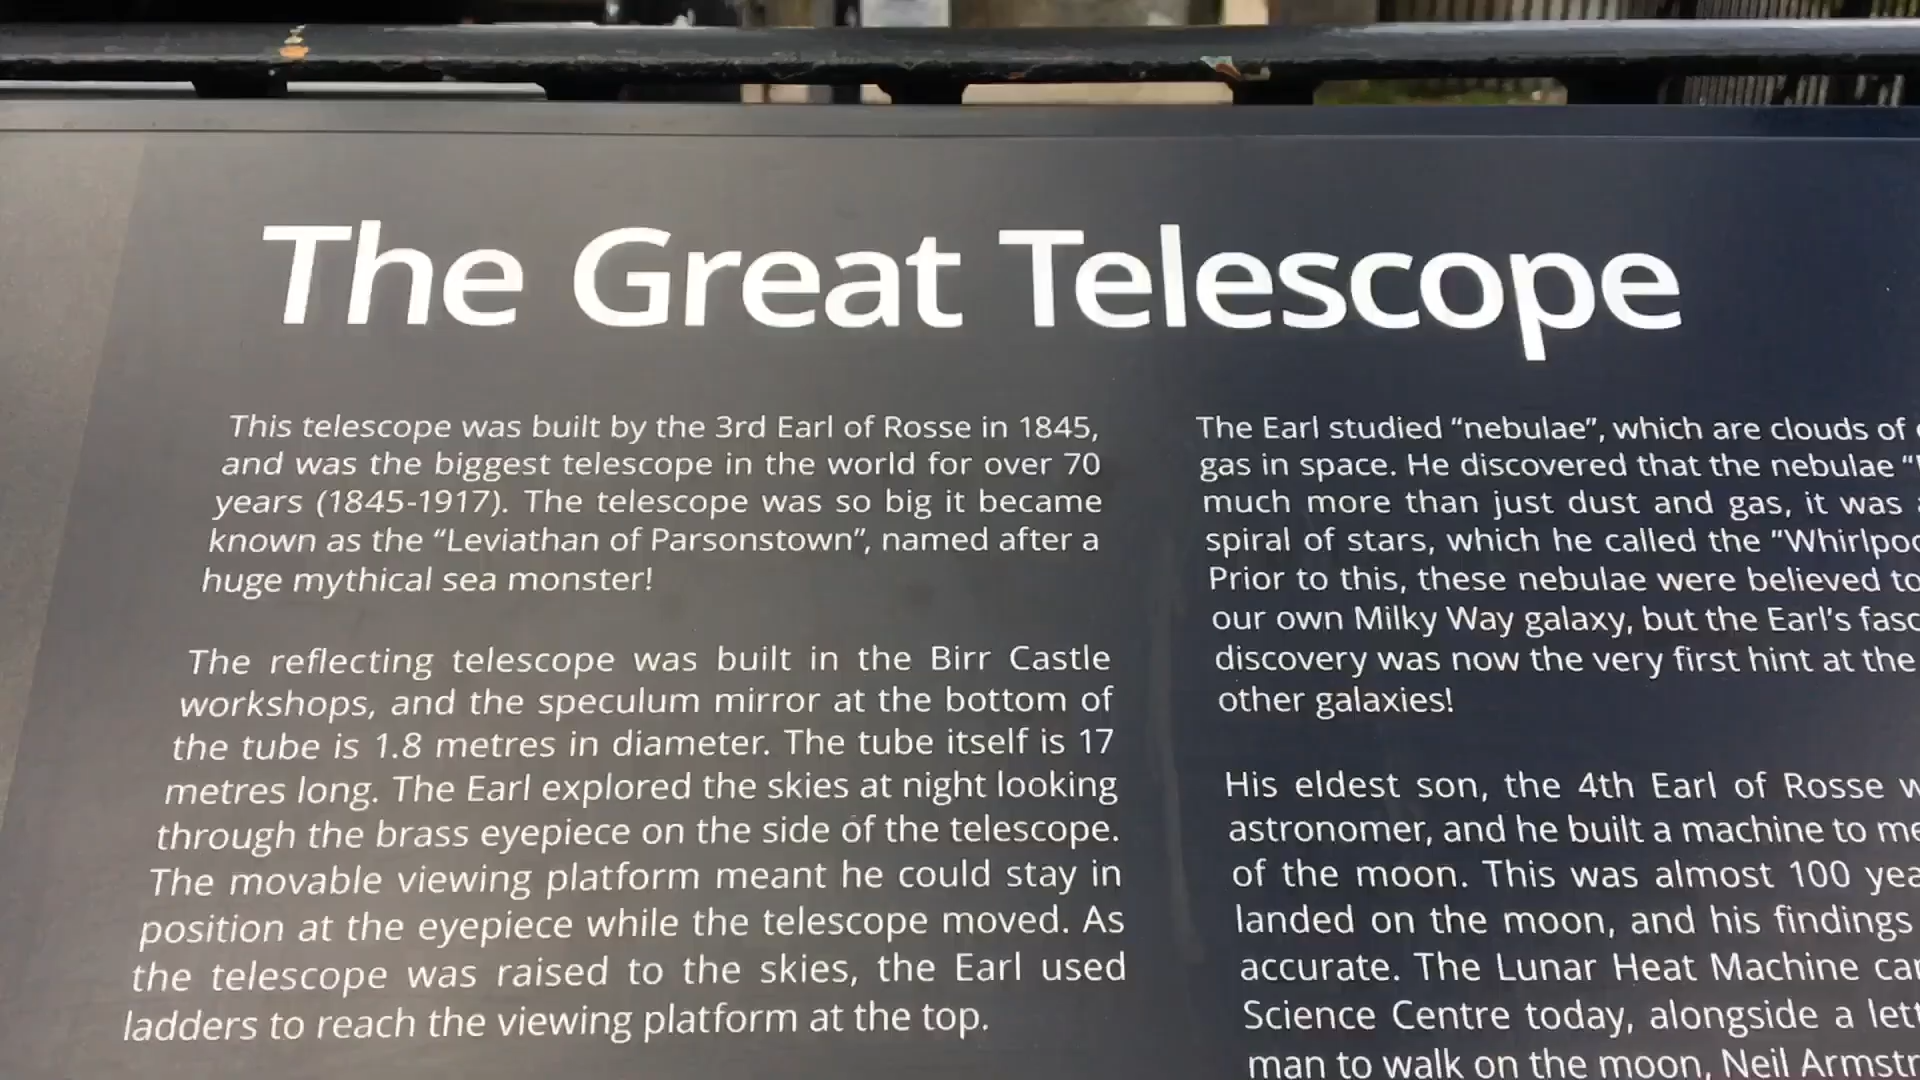 The Great Telescope
This telescope was built by the 3rd Earl of Rosse in 1845,
and was the biggest telescope in the world for over 70
years (1845-1917). The telescope was so big it became
known as the “Leviathan of Parsonstown”, named after a
huge mythical sea monster!
The reflecting telescope was built in the Birr Castle
workshops, and the speculum mirror at the bottom of
the tube is 1.8 metres in diameter. The tube itself is 17
metres long. The Earl explored the skies at night looking
through the brass eyepiece on the side of the telescope.
The movable viewing platform meant he could stay in
position at the eyepiece while the telescope moved. As
the telescope was raised to the skies, the Earl used
ladders to reach the viewing platform at the top.
The Earl studied “nebulae”, which are clouds of
gas in space. He discovered that the nebulae
much more than just dust and gas, it was
spiral of stars, which he called the
Prior to this, these nebulae were believed to
our own Milky Way galaxy, but the Earl’s
discovery was now the very first hint at the
other galaxies!
His eldest son, the 4th Earl of Rosse
astronomer, and he built a machine to
of the moon. This was almost 100
landed on the moon, and his findings
accurate. The Lunar Heat Machine
Science Centre today, alongside a
man to walk on the moon, Neil